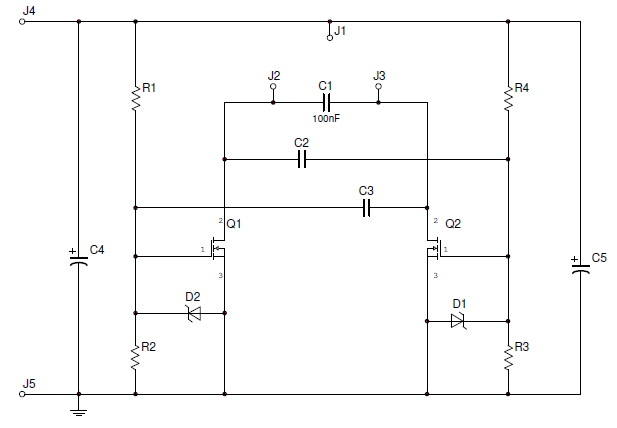 J4
J1
R1
J2
J3
C1
R4
100nF
C2
C3
2
Q1
2
Q2
1
1
+
C4
+
C5
3
3
D2
D1
R2
R3
J5